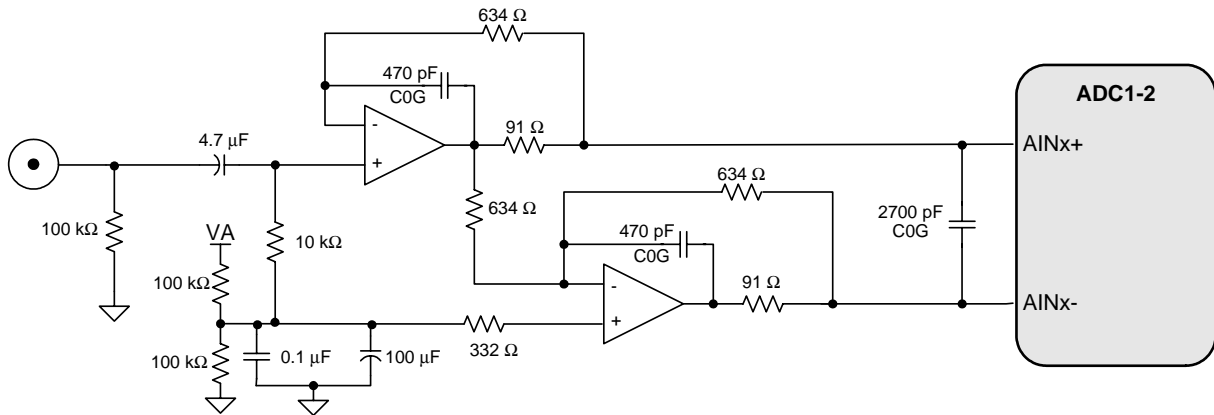 634 Ω
470 pF
C0G
ADC1-2
91 Ω
4.7 µF
AINx+
634 Ω
634 Ω
100 kΩ
VA
10 kΩ
470 pF
C0G
2700 pF
C0G
100 kΩ
91 Ω
AINx-
100 kΩ
0.1 µF
100 µF
332 Ω
-
+
-
+